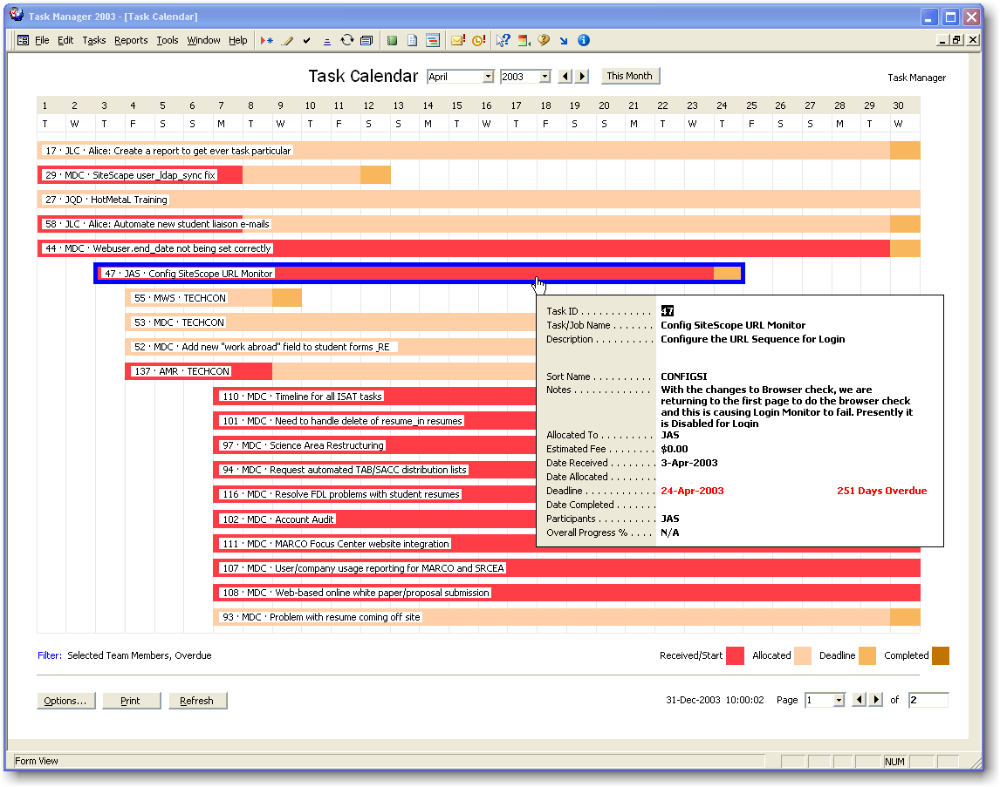 Task Manager 2003 - [Task Calendar]
File Edit Tasks Reports Tools Window Help
Task Calendar April 2003 This Month Task Manager
1 2 3 4 5 6 7 8 9 10 11 12 13 14 15 16 17 18 19 20 21 22 23 24 25 26 27 28 29 30
T W T F S S M T W T F S S M T W T F S S M T W T F S S M T W
17 · JLC · Alice: Create a report to get ever task particular
29 · MDC · SiteScape user_ldap_sync fix
27 · JQD · HotMetaL Training
58 · JLC · Alice: Automate new student liaison e-mails
44 · MDC · Webuser.end_date not being set correctly
47 · JAS · Config SiteScope URL Monitor
55 · MWS · TECHCON
53 · MDC · TECHCON
52 · MDC · Add new "work abroad" field to student forms _RE
137 · AMR · TECHCON
110 · MDC · Timeline for all ISAT tasks
101 · MDC · Need to handle delete of resume_in resumes
97 · MDC · Science Area Restructuring
94 · MDC · Request automated TAB/SACC distribution lists
116 · MDC · Resolve FDL problems with student resumes
102 · MDC · Account Audit
111 · MDC · MARCO Focus Center website integration
107 · MDC · User/company usage reporting for MARCO and SRCEA
108 · MDC · Web-based online white paper/proposal submission
93 · MDC · Problem with resume coming off site
Task ID . . . . . . . . . . . . 47
Task/Job Name . . . . . . . Config SiteScope URL Monitor
Description . . . . . . . . . . Configure the URL Sequence for Login
Sort Name . . . . . . . . . . CONFIGSI
Notes . . . . . . . . . . . . . With the changes to Browser check, we are
returning to the first page to do the browser check
and this is causing Login Monitor to fail. Presently it
is Disabled for Login
Allocated To . . . . . . . . . JAS
Estimated Fee . . . . . . . . $0.00
Date Received . . . . . . . . 3-Apr-2003
Date Allocated . . . . . . . .
Deadline . . . . . . . . . . . . 24-Apr-2003 251 Days Overdue
Date Completed . . . . . . .
Participants . . . . . . . . . . JAS
Overall Progress % . . . . N/A
Filter: Selected Team Members, Overdue
Received/Start Allocated Deadline Completed
Options... Print Refresh
31-Dec-2003 10:00:02 Page 1 of 2
Form View NUM